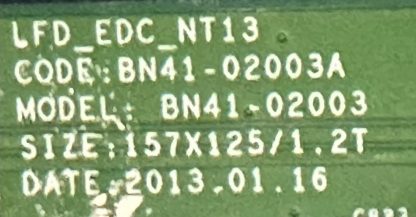 LFD_EDC_NT13
CODE:BN41-02003A
MODEL: BN41-02003
SIZE:157X125/1.2T
DATE:2013.01.16